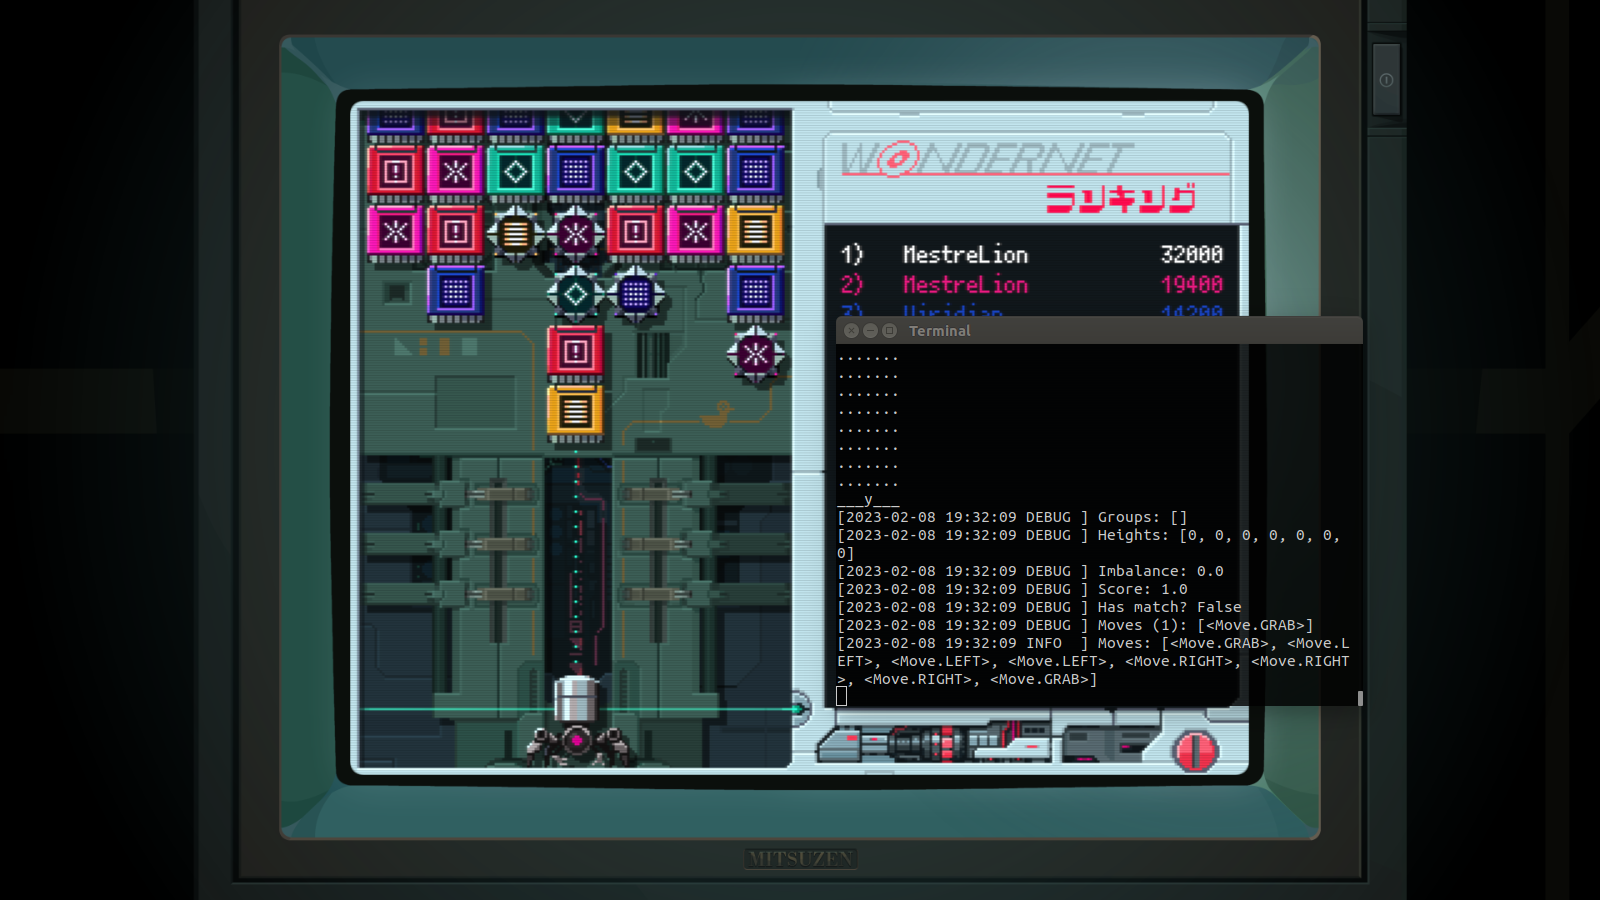 WONDERNET
ランキング
1) MestreLion 32000
2) MestreLion 19400
3) Viridian 14200
Terminal
.......
.......
.......
.......
.......
.......
.......
.......
___y___
[2023-02-08 19:32:09 DEBUG ] Groups: []
[2023-02-08 19:32:09 DEBUG ] Heights: [0, 0, 0, 0, 0, 0,
0]
[2023-02-08 19:32:09 DEBUG ] Imbalance: 0.0
[2023-02-08 19:32:09 DEBUG ] Score: 1.0
[2023-02-08 19:32:09 DEBUG ] Has match? False
[2023-02-08 19:32:09 DEBUG ] Moves (1): [<Move.GRAB>]
[2023-02-08 19:32:09 INFO  ] Moves: [<Move.GRAB>, <Move.L
EFT>, <Move.LEFT>, <Move.LEFT>, <Move.RIGHT>, <Move.RIGHT
>, <Move.RIGHT>, <Move.GRAB>]
MITSUZEN